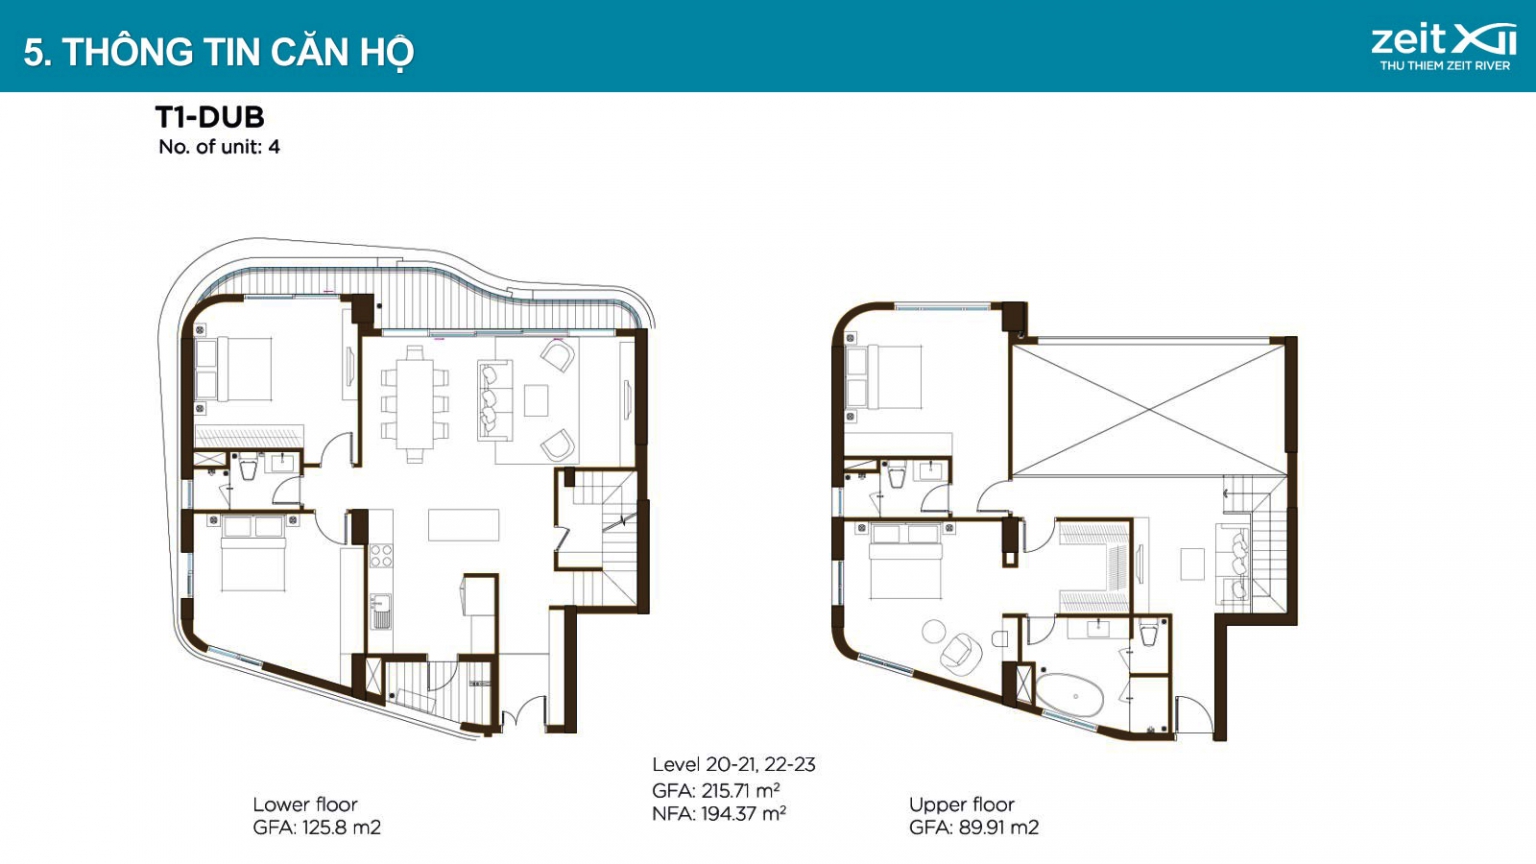 5. THÔNG TIN CĂN HỘ
zeit XII
THU THIEM ZEIT RIVER
T1-DUB
No. of unit: 4
Level 20-21, 22-23
GFA: 215.71 m²
NFA: 194.37 m²
Lower floor
GFA: 125.8 m2
Upper floor
GFA: 89.91 m2